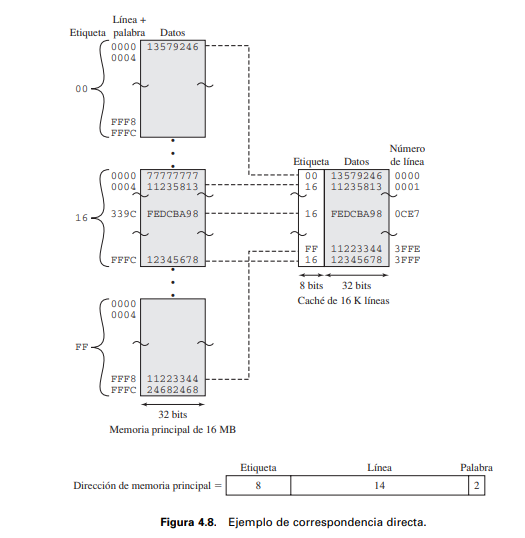 Línea +
Etiqueta palabra Datos
0000 13579246
0004
00
FFF8
FFFC
0000 77777777
0004 11235813
16 339C FEDCBA98
FFFC 12345678
0000
0004
FF
FFF8 11223344
FFFC 24682468
32 bits
Memoria principal de 16 MB
Número
Etiqueta Datos de línea
00 13579246 0000
16 11235813 0001
16 FEDCBA98 0CE7
FF 11223344 3FFE
16 12345678 3FFF
8 bits 32 bits
Caché de 16 K líneas
Etiqueta Línea Palabra
Dirección de memoria principal = 8 14 2
Figura 4.8. Ejemplo de correspondencia directa.